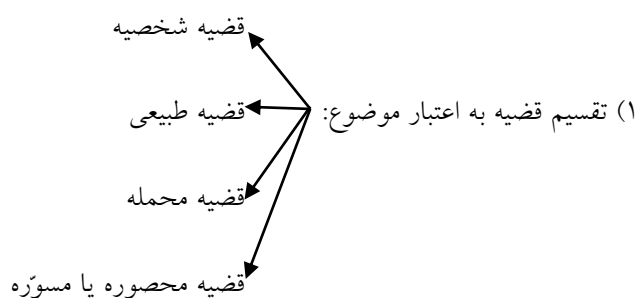 قضیه شخصیه
۱) تقسیم قضیه به اعتبار موضوع:
قضیه طبیعی
قضیه محمله
قضیه محصوره یا مسوّره